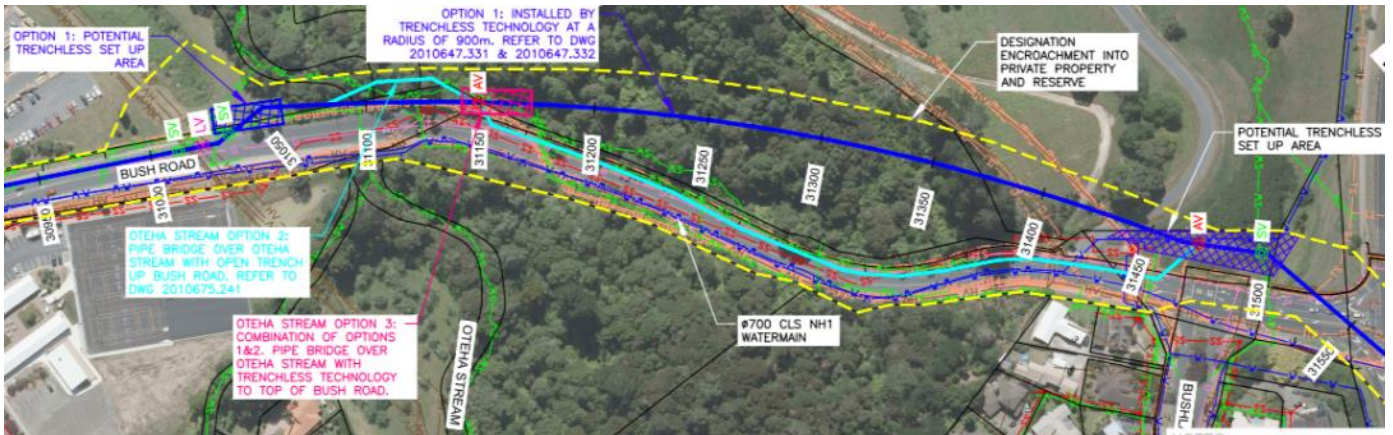 OPTION 1: POTENTIAL
TRENCHLESS SET UP
AREA
OPTION 1: INSTALLED BY
TRENCHLESS TECHNOLOGY AT A
RADIUS OF 900m. REFER TO DWG
2010647.331 & 2010647.332
DESIGNATION
ENCROACHMENT INTO
PRIVATE PROPERTY
AND RESERVE
POTENTIAL TRENCHLESS
SET UP AREA
SV
LV
SV
AV
BUSH ROAD
30950
31000
31050
31100
31150
31200
31250
31300
31350
31400
31450
31500
31550
AV
SV
OTEHA STREAM OPTION 2:
PIPE BRIDGE OVER OTEHA
STREAM WITH OPEN TRENCH
UP BUSH ROAD. REFER TO
DWG 2010675.241
OTEHA STREAM OPTION 3:
COMBINATION OF OPTIONS
1&2. PIPE BRIDGE OVER
OTEHA STREAM WITH
TRENCHLESS TECHNOLOGY
TO TOP OF BUSH ROAD.
OTEHA STREAM
ø700 CLS NH1
WATERMAIN